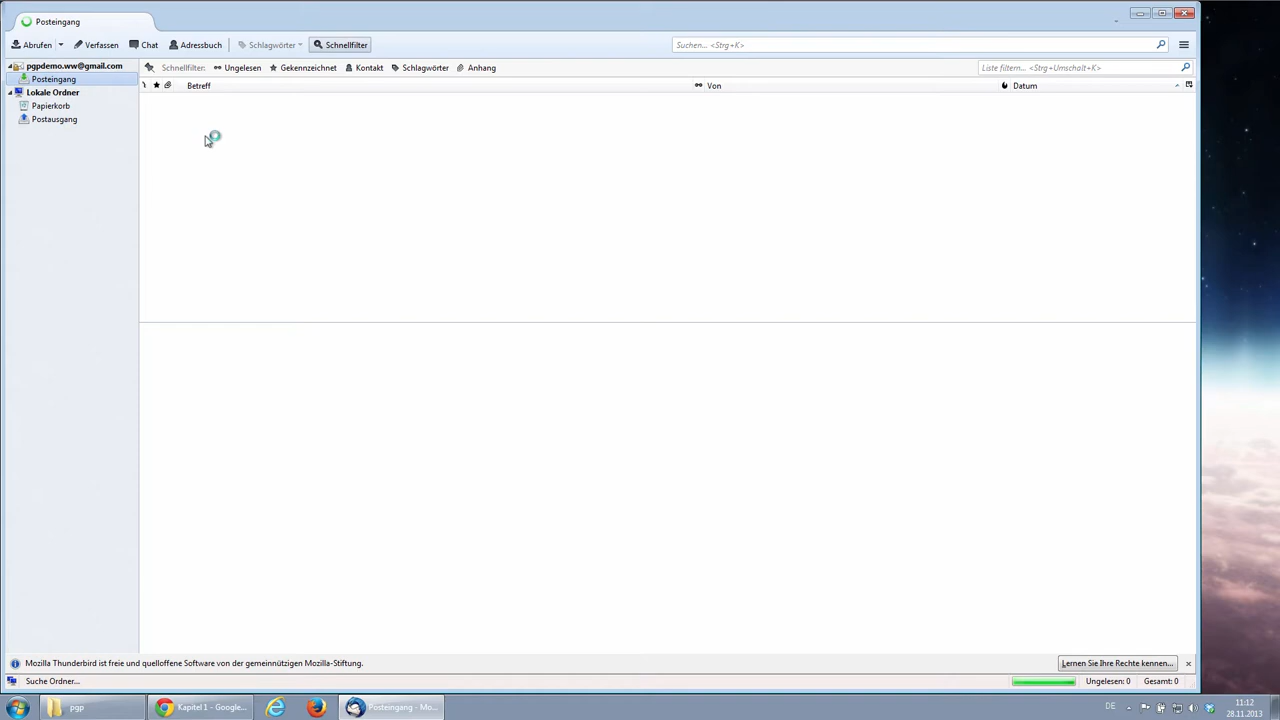 Posteingang
Abrufen Verfassen Chat Adressbuch Schlagwörter Schnellfilter Suchen... <Strg+K>
pgpdemo.ww@gmail.com
Schnellfilter: Ungelesen Gekennzeichnet Kontakt Schlagwörter Anhang Liste filtern... <Strg+Umschalt+K>
Posteingang
Betreff Von Datum
Lokale Ordner
Papierkorb
Postausgang
Mozilla Thunderbird ist freie und quelloffene Software von der gemeinnützigen Mozilla-Stiftung. Lernen Sie Ihre Rechte kennen...
Suche Ordner... Ungelesen: 0 Gesamt: 0
pgp Kapitel 1 - Google... Posteingang - Mo... DE 11:12
28.11.2013